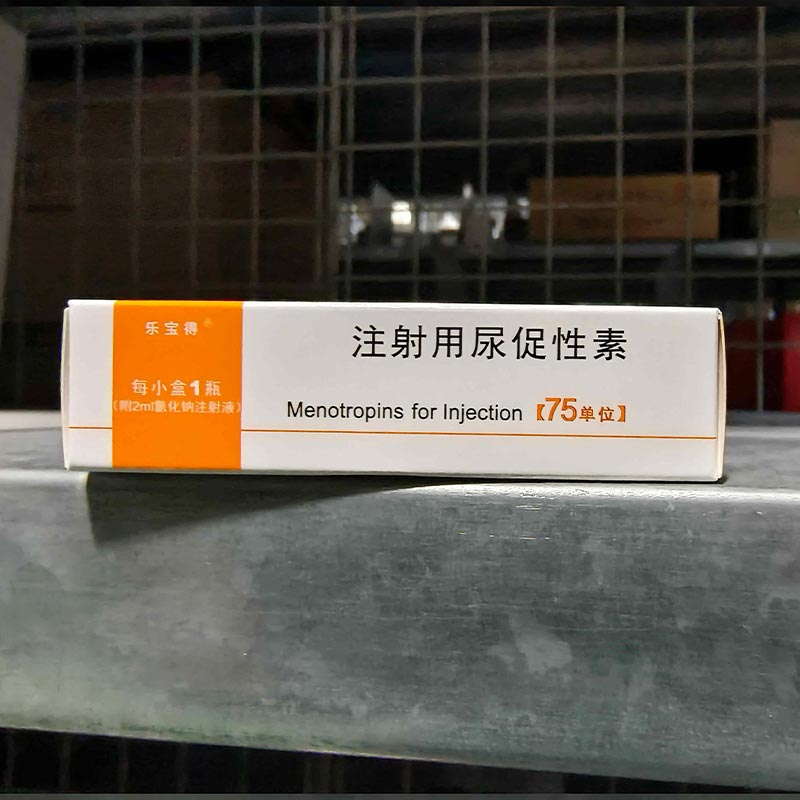 乐宝得
每小盒1瓶
（附2ml氯化钠注射液）
注射用尿促性素
Menotropins for Injection 【75单位】